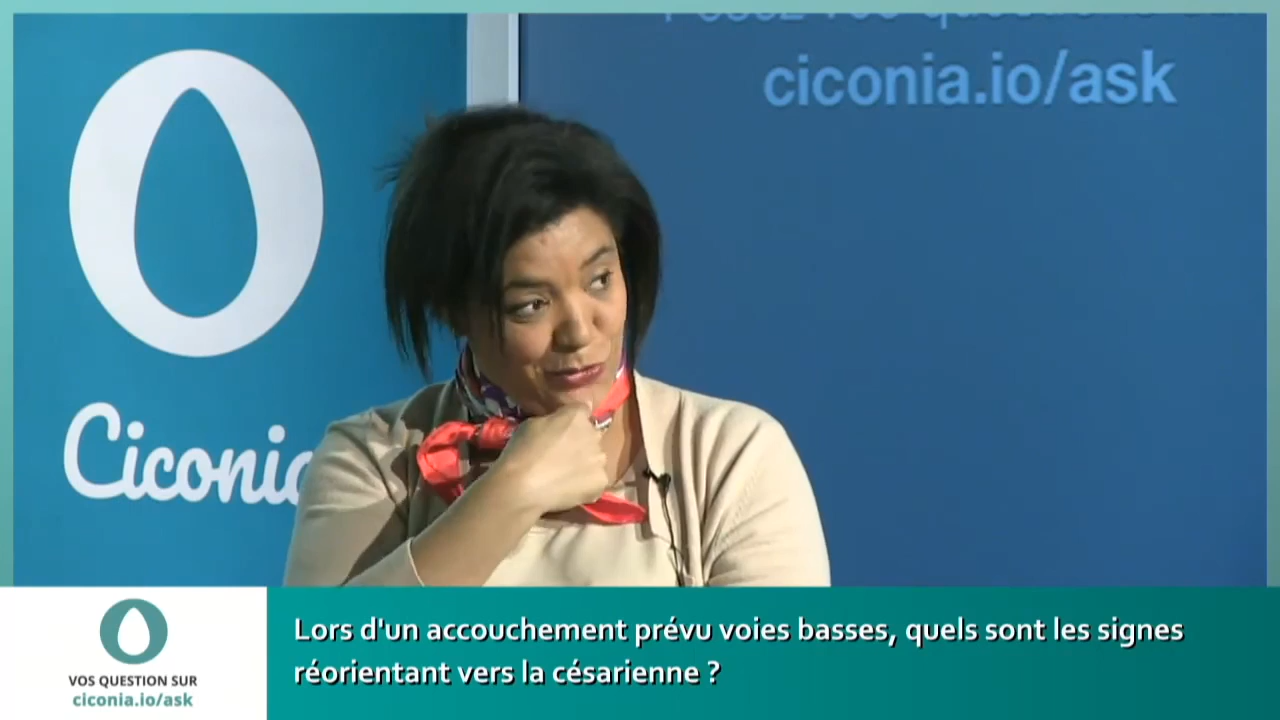 ciconia.io/ask
Ciconia
Lors d'un accouchement prévu voies basses, quels sont les signes
réorientant vers la césarienne ?
VOS QUESTION SUR
ciconia.io/ask